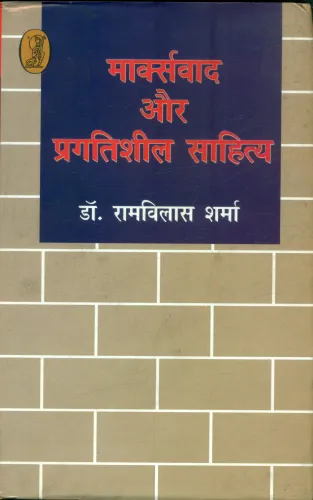 मार्क्सवाद
और
प्रगतिशील साहित्य
डॉ. रामविलास शर्मा